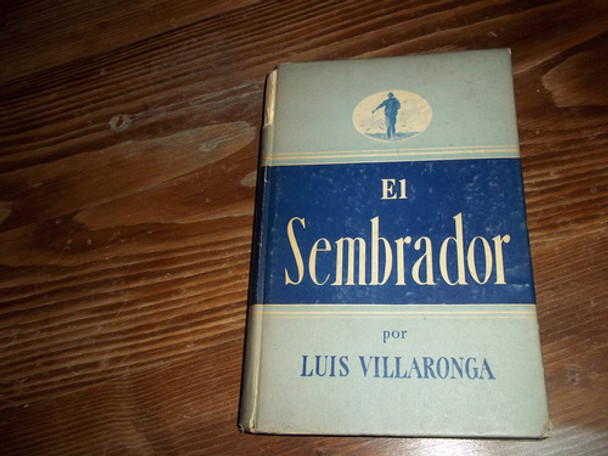 El
Sembrador
por
LUIS VILLARONGA